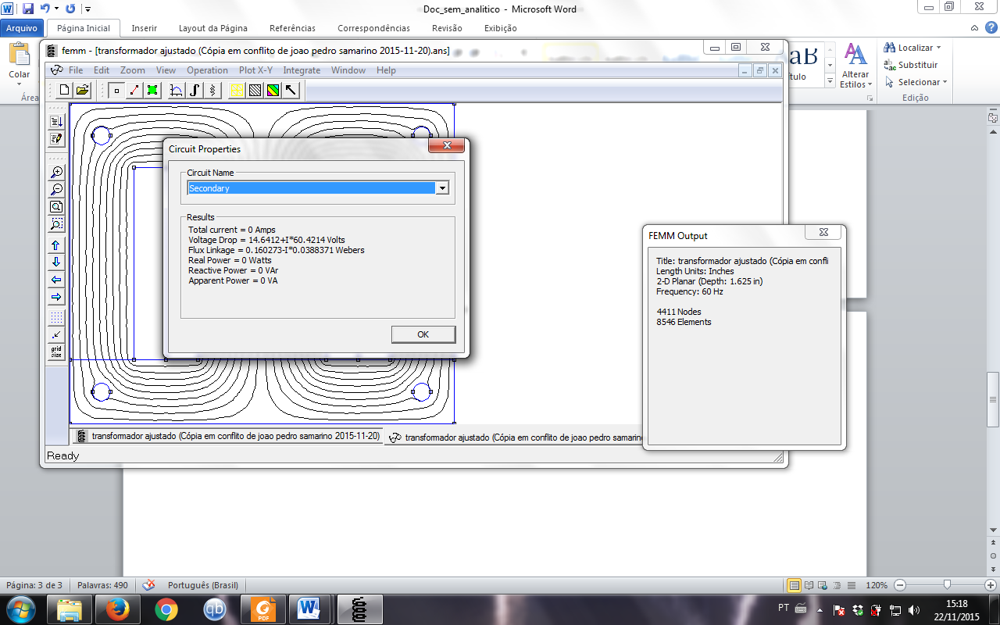 Doc_sem_analitico - Microsoft Word
Arquivo
Página Inicial
Inserir
Layout da Página
Referências
Correspondências
Revisão
Exibição
Colar
Área
Alterar
Estilos
Localizar
Substituir
Selecionar
Edição
femm - [transformador ajustado (Cópia em conflito de joao pedro samarino 2015-11-20).ans]
File Edit Zoom View Operation Plot X-Y Integrate Window Help
grid
size
Circuit Properties
Circuit Name
Secondary
Results
Total current = 0 Amps
Voltage Drop = 14.6412+I*60.4214 Volts
Flux Linkage = 0.160273-I*0.0388371 Webers
Real Power = 0 Watts
Reactive Power = 0 VAr
Apparent Power = 0 VA
OK
FEMM Output
Title: transformador ajustado (Cópia em confli
Length Units: Inches
2-D Planar (Depth: 1.625 in)
Frequency: 60 Hz
4411 Nodes
8546 Elements
transformador ajustado (Cópia em conflito de joao pedro samarino 2015-11-20)
transformador ajustado (Cópia em conflito de joao pedro samarino
Ready
Página: 3 de 3
Palavras: 490
Português (Brasil)
120%
qb
PDF
PT
15:18
22/11/2015